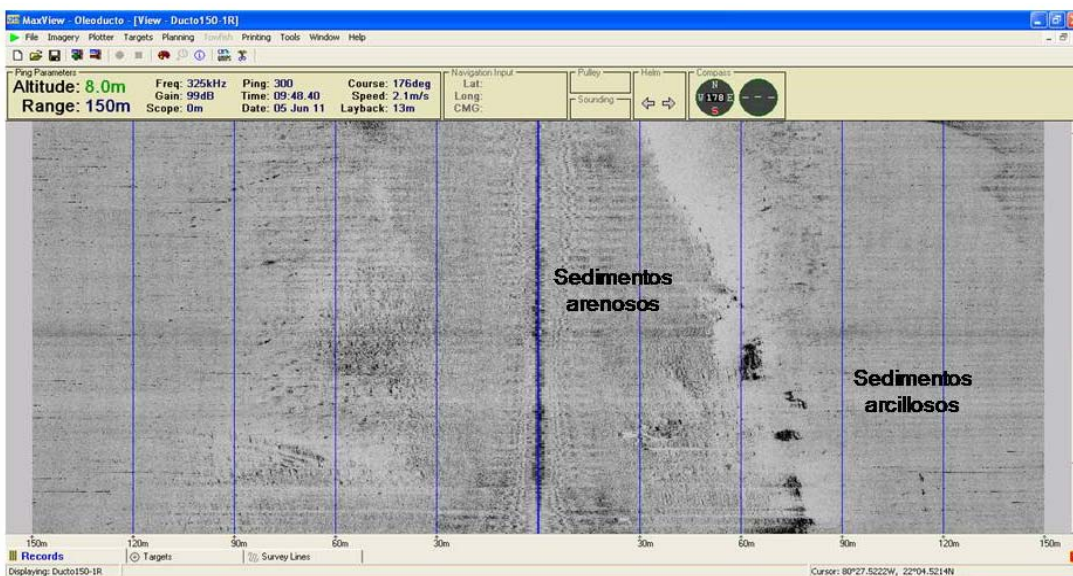 MaxView - Oleoducto - [View - Ducto150-1R]
File Imagery Plotter Targets Planning Towfish Printing Tools Window Help
Ping Parameters
Altitude: 8.0m
Range: 150m
Freq: 325kHz
Gain: 99dB
Scope: 0m
Ping: 300
Time: 09:48.40
Date: 05 Jun 11
Course: 176deg
Speed: 2.1m/s
Layback: 13m
Navigation Input
Lat:
Long:
CMG:
Pulley
Sounding
Helm
Compass
N
W 178 E
S
- - -
Sedimentos
arenosos
Sedimentos
arcillosos
150m 120m 90m 60m 30m 30m 60m 90m 120m 150m
Records Targets Survey Lines
Displaying: Ducto150-1R Cursor: 80°27.5222W, 22°04.5214N